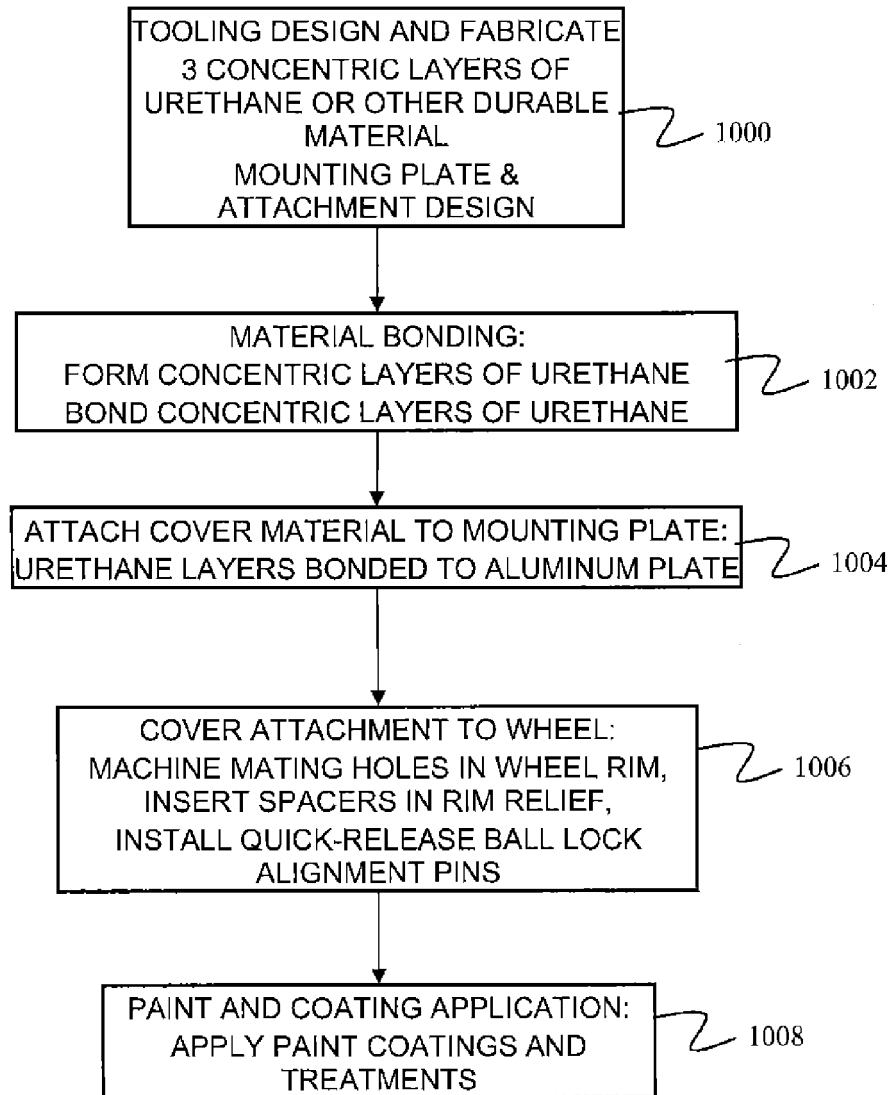 TOOLING DESIGN AND FABRICATE
3 CONCENTRIC LAYERS OF
URETHANE OR OTHER DURABLE
MATERIAL
MOUNTING PLATE &
ATTACHMENT DESIGN
1000
MATERIAL BONDING:
FORM CONCENTRIC LAYERS OF URETHANE
BOND CONCENTRIC LAYERS OF URETHANE
1002
ATTACH COVER MATERIAL TO MOUNTING PLATE:
URETHANE LAYERS BONDED TO ALUMINUM PLATE
1004
COVER ATTACHMENT TO WHEEL:
MACHINE MATING HOLES IN WHEEL RIM,
INSERT SPACERS IN RIM RELIEF,
INSTALL QUICK-RELEASE BALL LOCK
ALIGNMENT PINS
1006
PAINT AND COATING APPLICATION:
APPLY PAINT COATINGS AND
TREATMENTS
1008